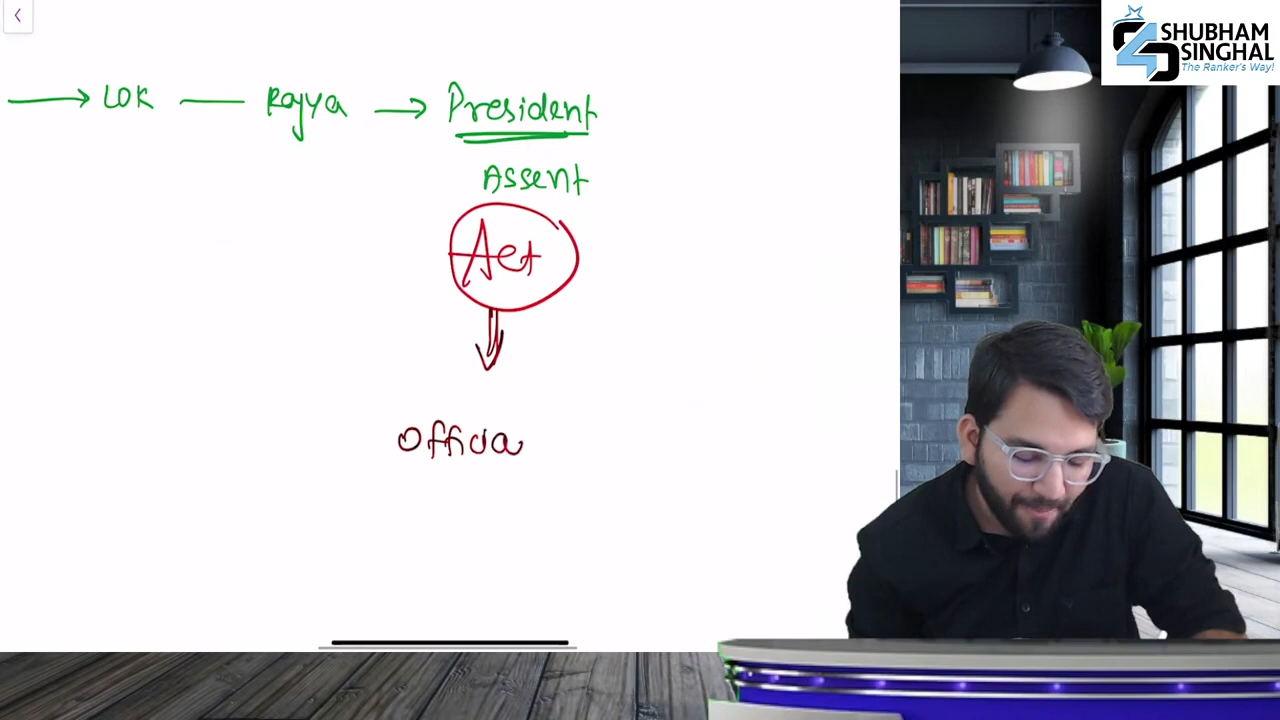 SHUBHAM
SINGHAL
The Ranker's Way!
LOK Rajya President
Assent
Act
Officia